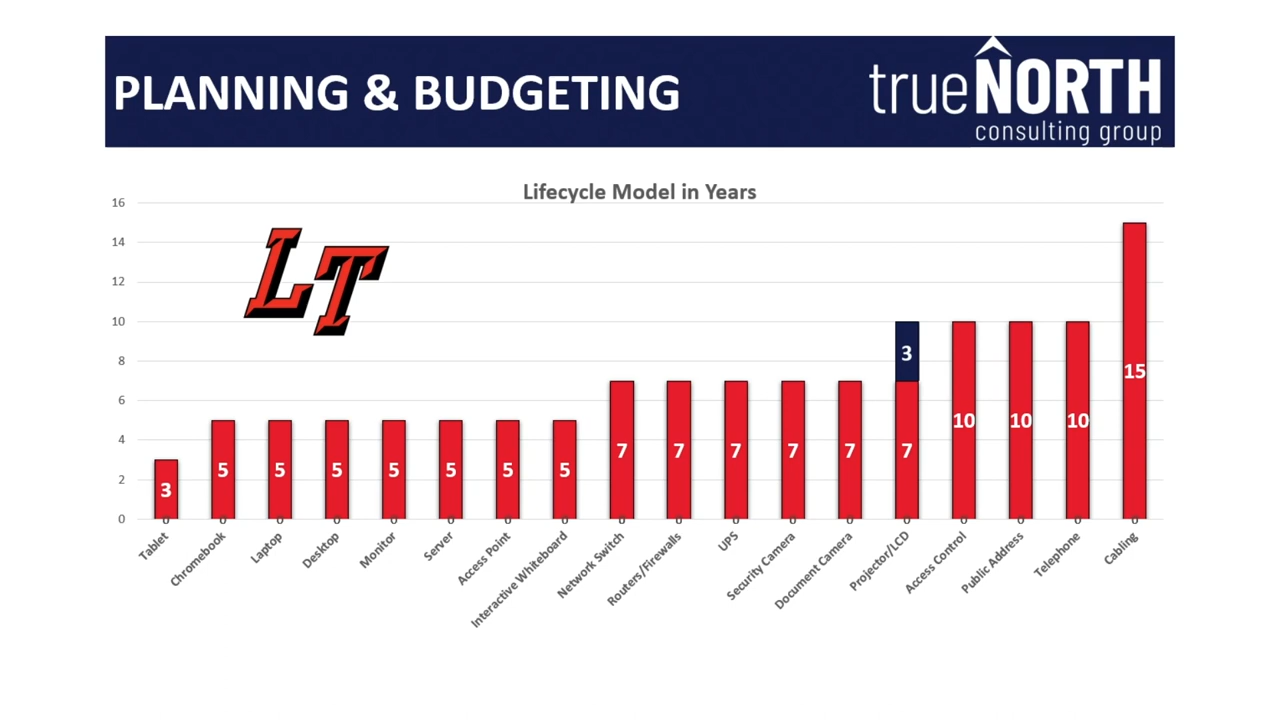 PLANNING & BUDGETING
trueNORTH
consulting group
Lifecycle Model in Years
16
14
12
10
8
6
4
2
0
LT
3
5
5
5
5
5
5
5
7
7
7
7
7
7
3
10
10
10
15
0 0 0 0 0 0 0 0 0 0 0 0 0 0 0 0 0 0
Tablet
Chromebook
Laptop
Desktop
Monitor
Server
Access Point
Interactive Whiteboard
Network Switch
Routers/Firewalls
UPS
Security Camera
Document Camera
Projector/LCD
Access Control
Public Address
Telephone
Cabling